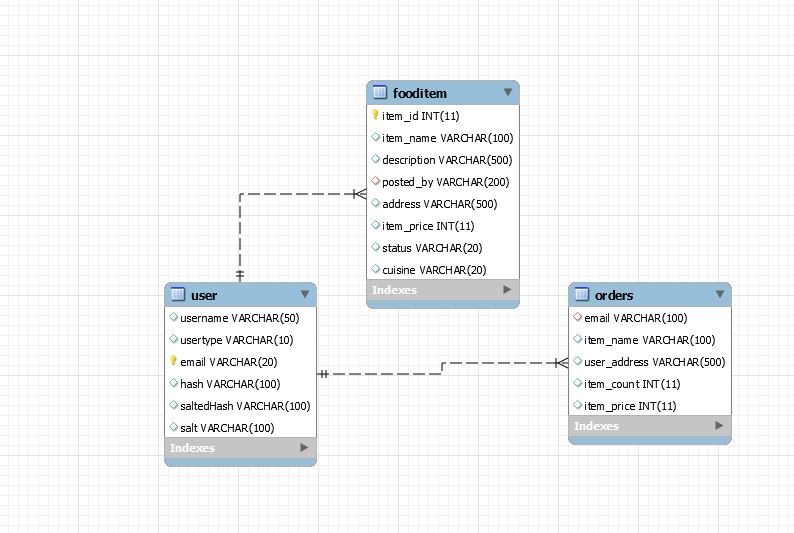 fooditem
item_id INT(11)
item_name VARCHAR(100)
description VARCHAR(500)
posted_by VARCHAR(200)
address VARCHAR(500)
item_price INT(11)
status VARCHAR(20)
cuisine VARCHAR(20)
Indexes
user
username VARCHAR(50)
usertype VARCHAR(10)
email VARCHAR(20)
hash VARCHAR(100)
saltedHash VARCHAR(100)
salt VARCHAR(100)
Indexes
orders
email VARCHAR(100)
item_name VARCHAR(100)
user_address VARCHAR(500)
item_count INT(11)
item_price INT(11)
Indexes